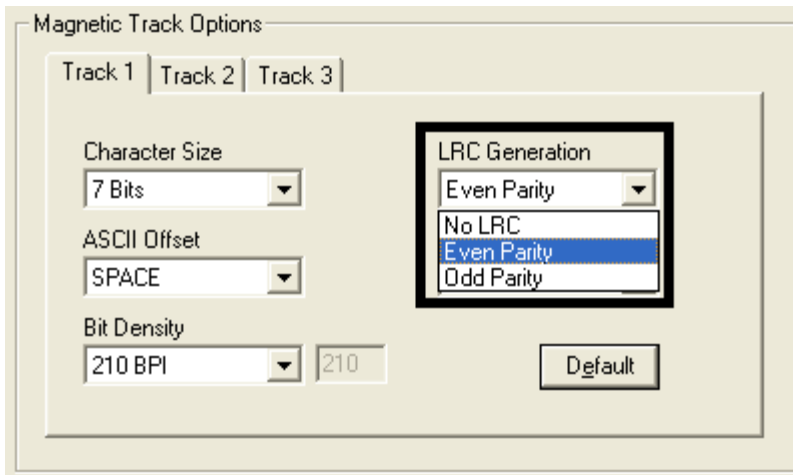 Magnetic Track Options
Track 1 Track 2 Track 3
Character Size
7 Bits
ASCII Offset
SPACE
Bit Density
210 BPI 210
LRC Generation
Even Parity
No LRC
Even Parity
Odd Parity
Default